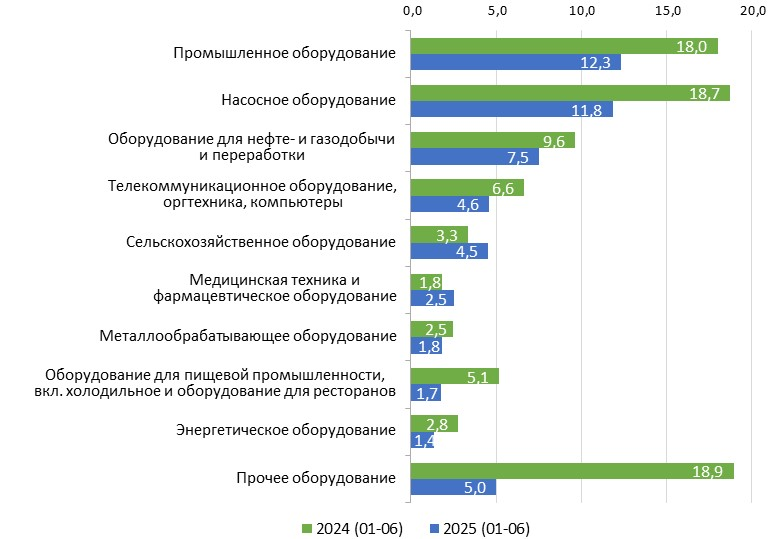 0,0 5,0 10,0 15,0 20,0
Промышленное оборудование
18,0
12,3
Насосное оборудование
18,7
11,8
Оборудование для нефте- и газодобычи
и переработки
9,6
7,5
Телекоммуникационное оборудование,
оргтехника, компьютеры
6,6
4,6
Сельскохозяйственное оборудование
3,3
4,5
Медицинская техника и
фармацевтическое оборудование
1,8
2,5
Металлообрабатывающее оборудование
2,5
1,8
Оборудование для пищевой промышленности,
вкл. холодильное и оборудование для ресторанов
5,1
1,7
Энергетическое оборудование
2,8
1,4
Прочее оборудование
18,9
5,0
2024 (01-06) 2025 (01-06)